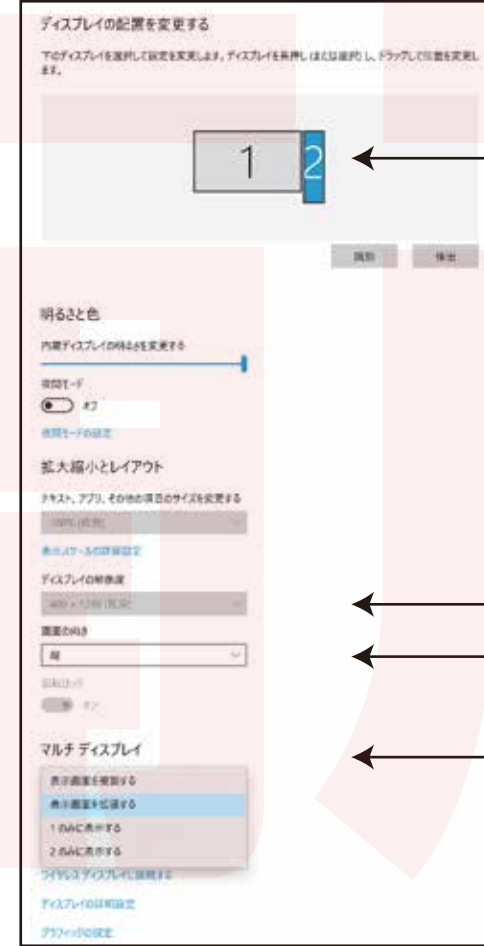 ディスプレイの配置を変更する
下のディスプレイを選択して設定を変更します。ディスプレイを長押し (または選択) し、ドラッグして位置を変更し
ます。
1
2
識別
検出
明るさと色
内蔵ディスプレイの明るさを変更する
夜間モード
オフ
夜間モードの設定
拡大縮小とレイアウト
テキスト、アプリ、その他の項目のサイズを変更する
100% (推奨)
表示スケールの詳細設定
ディスプレイの解像度
画面の向き
縦
オン
マルチ ディスプレイ
表示画面を複製する
表示画面を拡張する
1 のみに表示する
2 のみに表示する
ワイヤレス ディスプレイに接続する
ディスプレイの詳細設定
グラフィックの設定